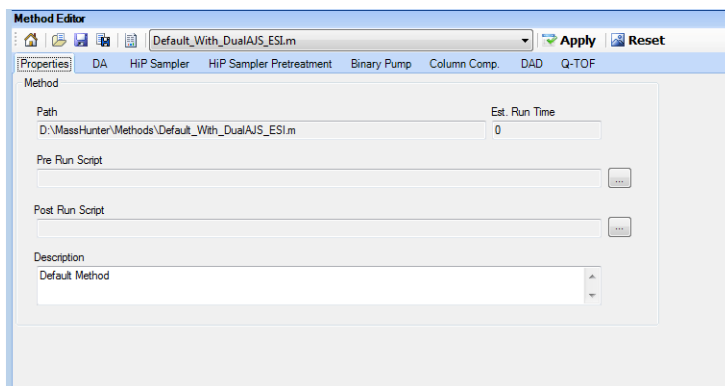 Method Editor
Default_With_DualAJS_ESI.m Apply Reset
Properties DA HiP Sampler HiP Sampler Pretreatment Binary Pump Column Comp. DAD Q-TOF
Method
Path Est. Run Time
D:\MassHunter\Methods\Default_With_DualAJS_ESI.m 0
Pre Run Script
...
Post Run Script
...
Description
Default Method